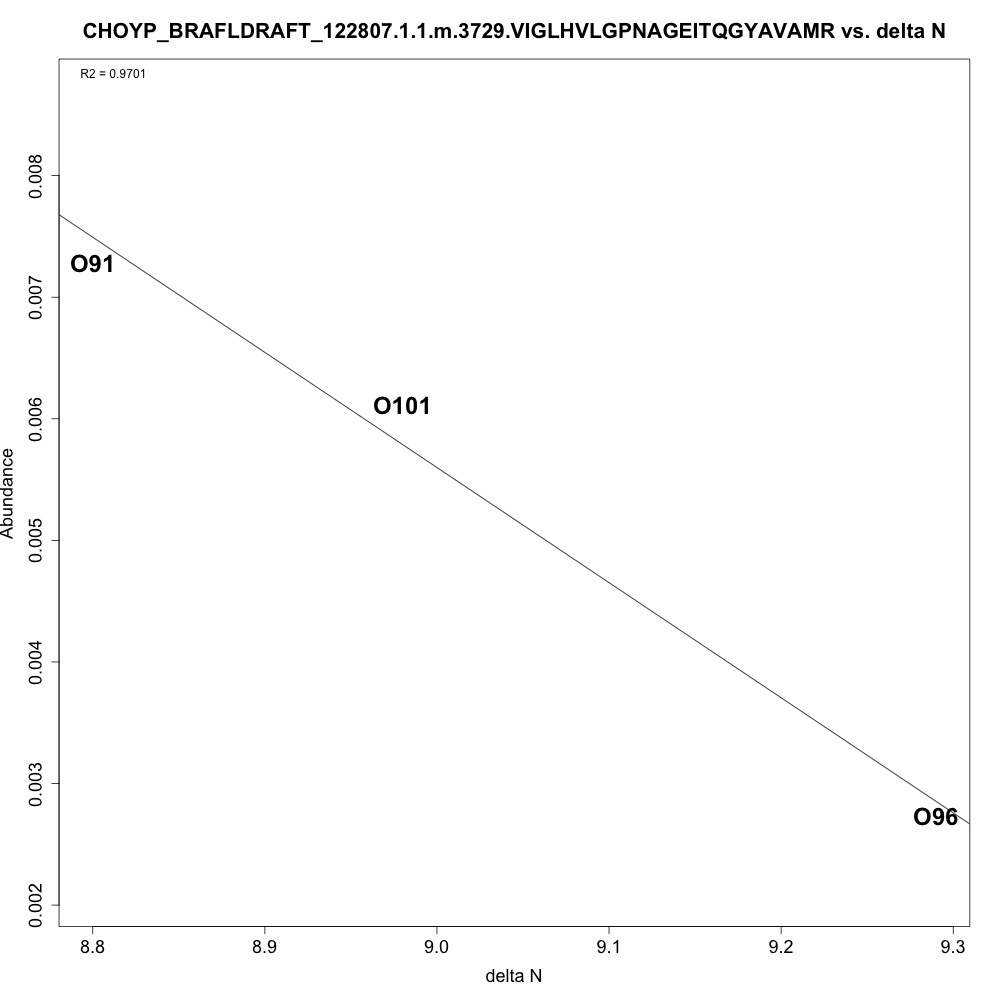 CHOYP_BRAFLDRAFT_122807.1.1.m.3729.VIGLHVLGPNAGEITQGYAVAMR vs. delta N
R2 = 0.9701
Abundance
0.008
0.007
0.006
0.005
0.004
0.003
0.002
O91
O101
O96
8.8 8.9 9.0 9.1 9.2 9.3
delta N